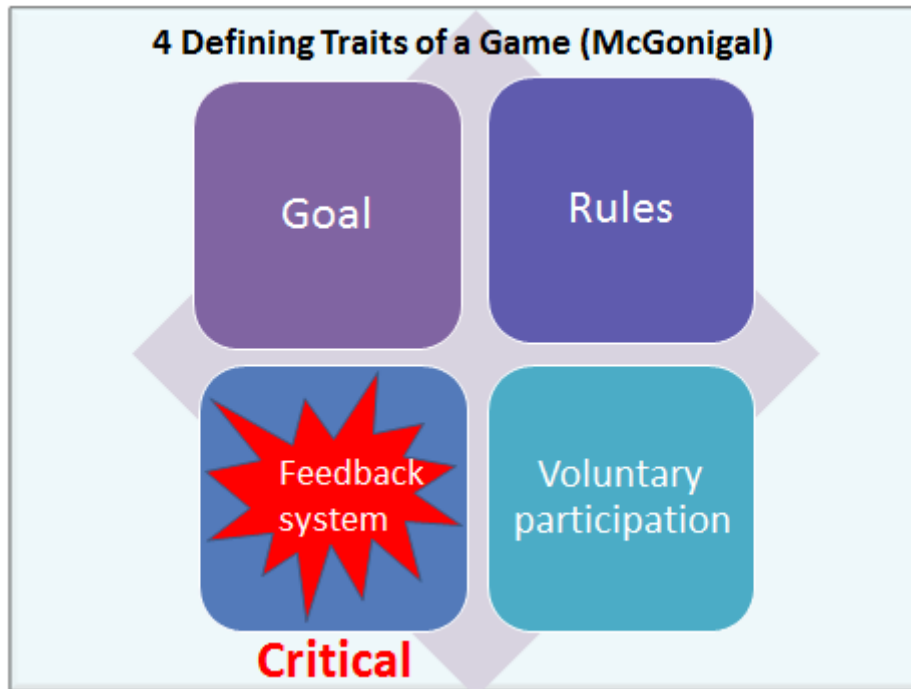 4 Defining Traits of a Game (McGonigal)
Goal
Rules
Feedback
system
Voluntary
participation
Critical